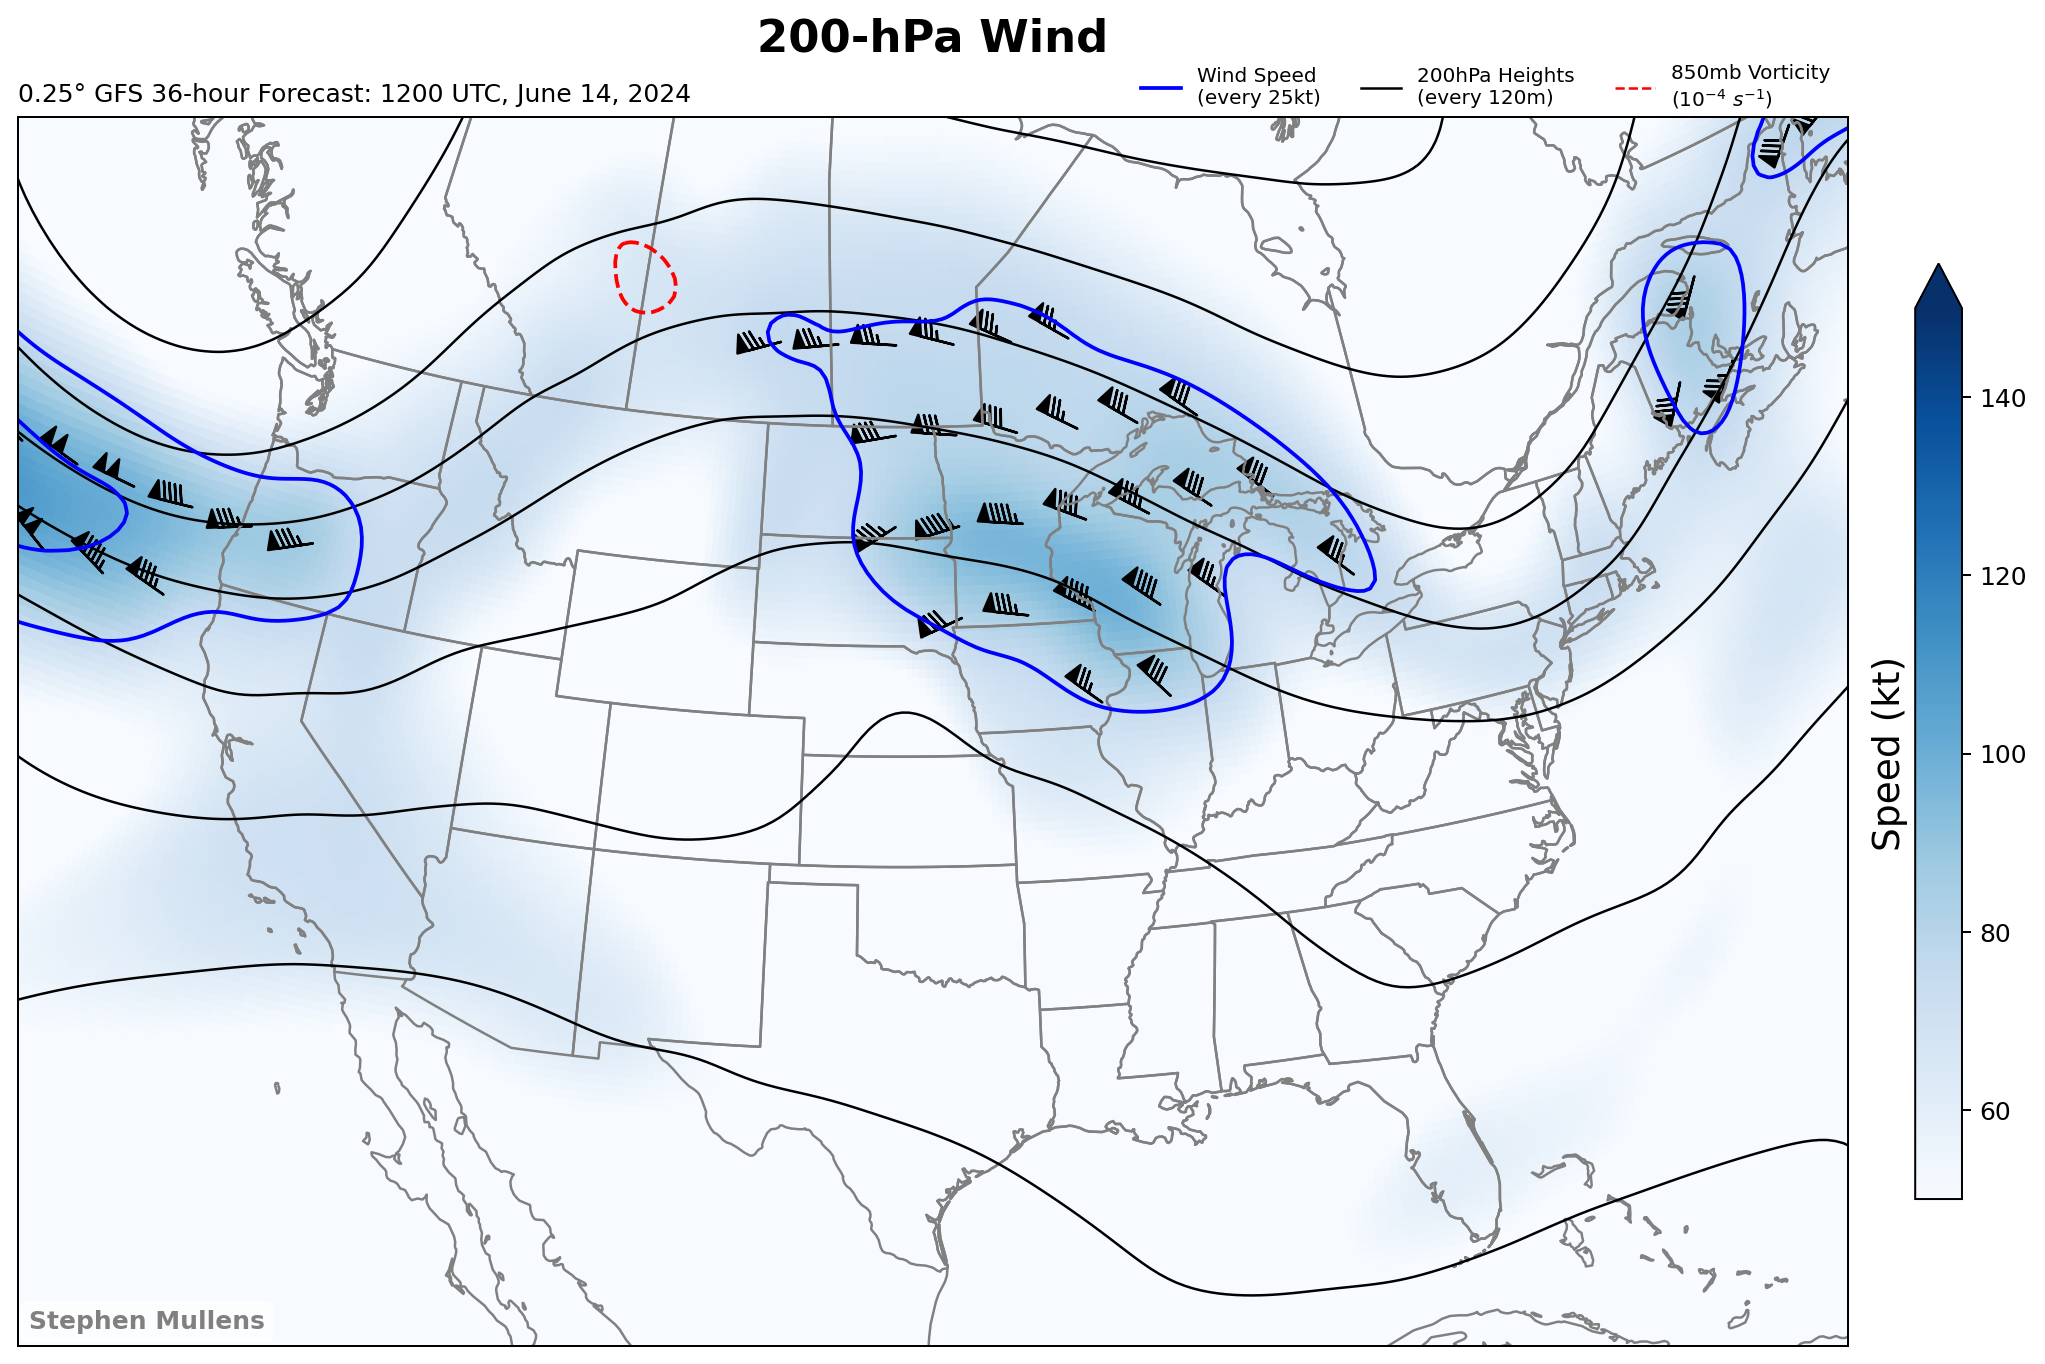 200-hPa Wind
0.25° GFS 36-hour Forecast: 1200 UTC, June 14, 2024
Wind Speed
(every 25kt)
200hPa Heights
(every 120m)
850mb Vorticity
(10⁻⁴ s⁻¹)
140
120
100
80
60
Speed (kt)
Stephen Mullens